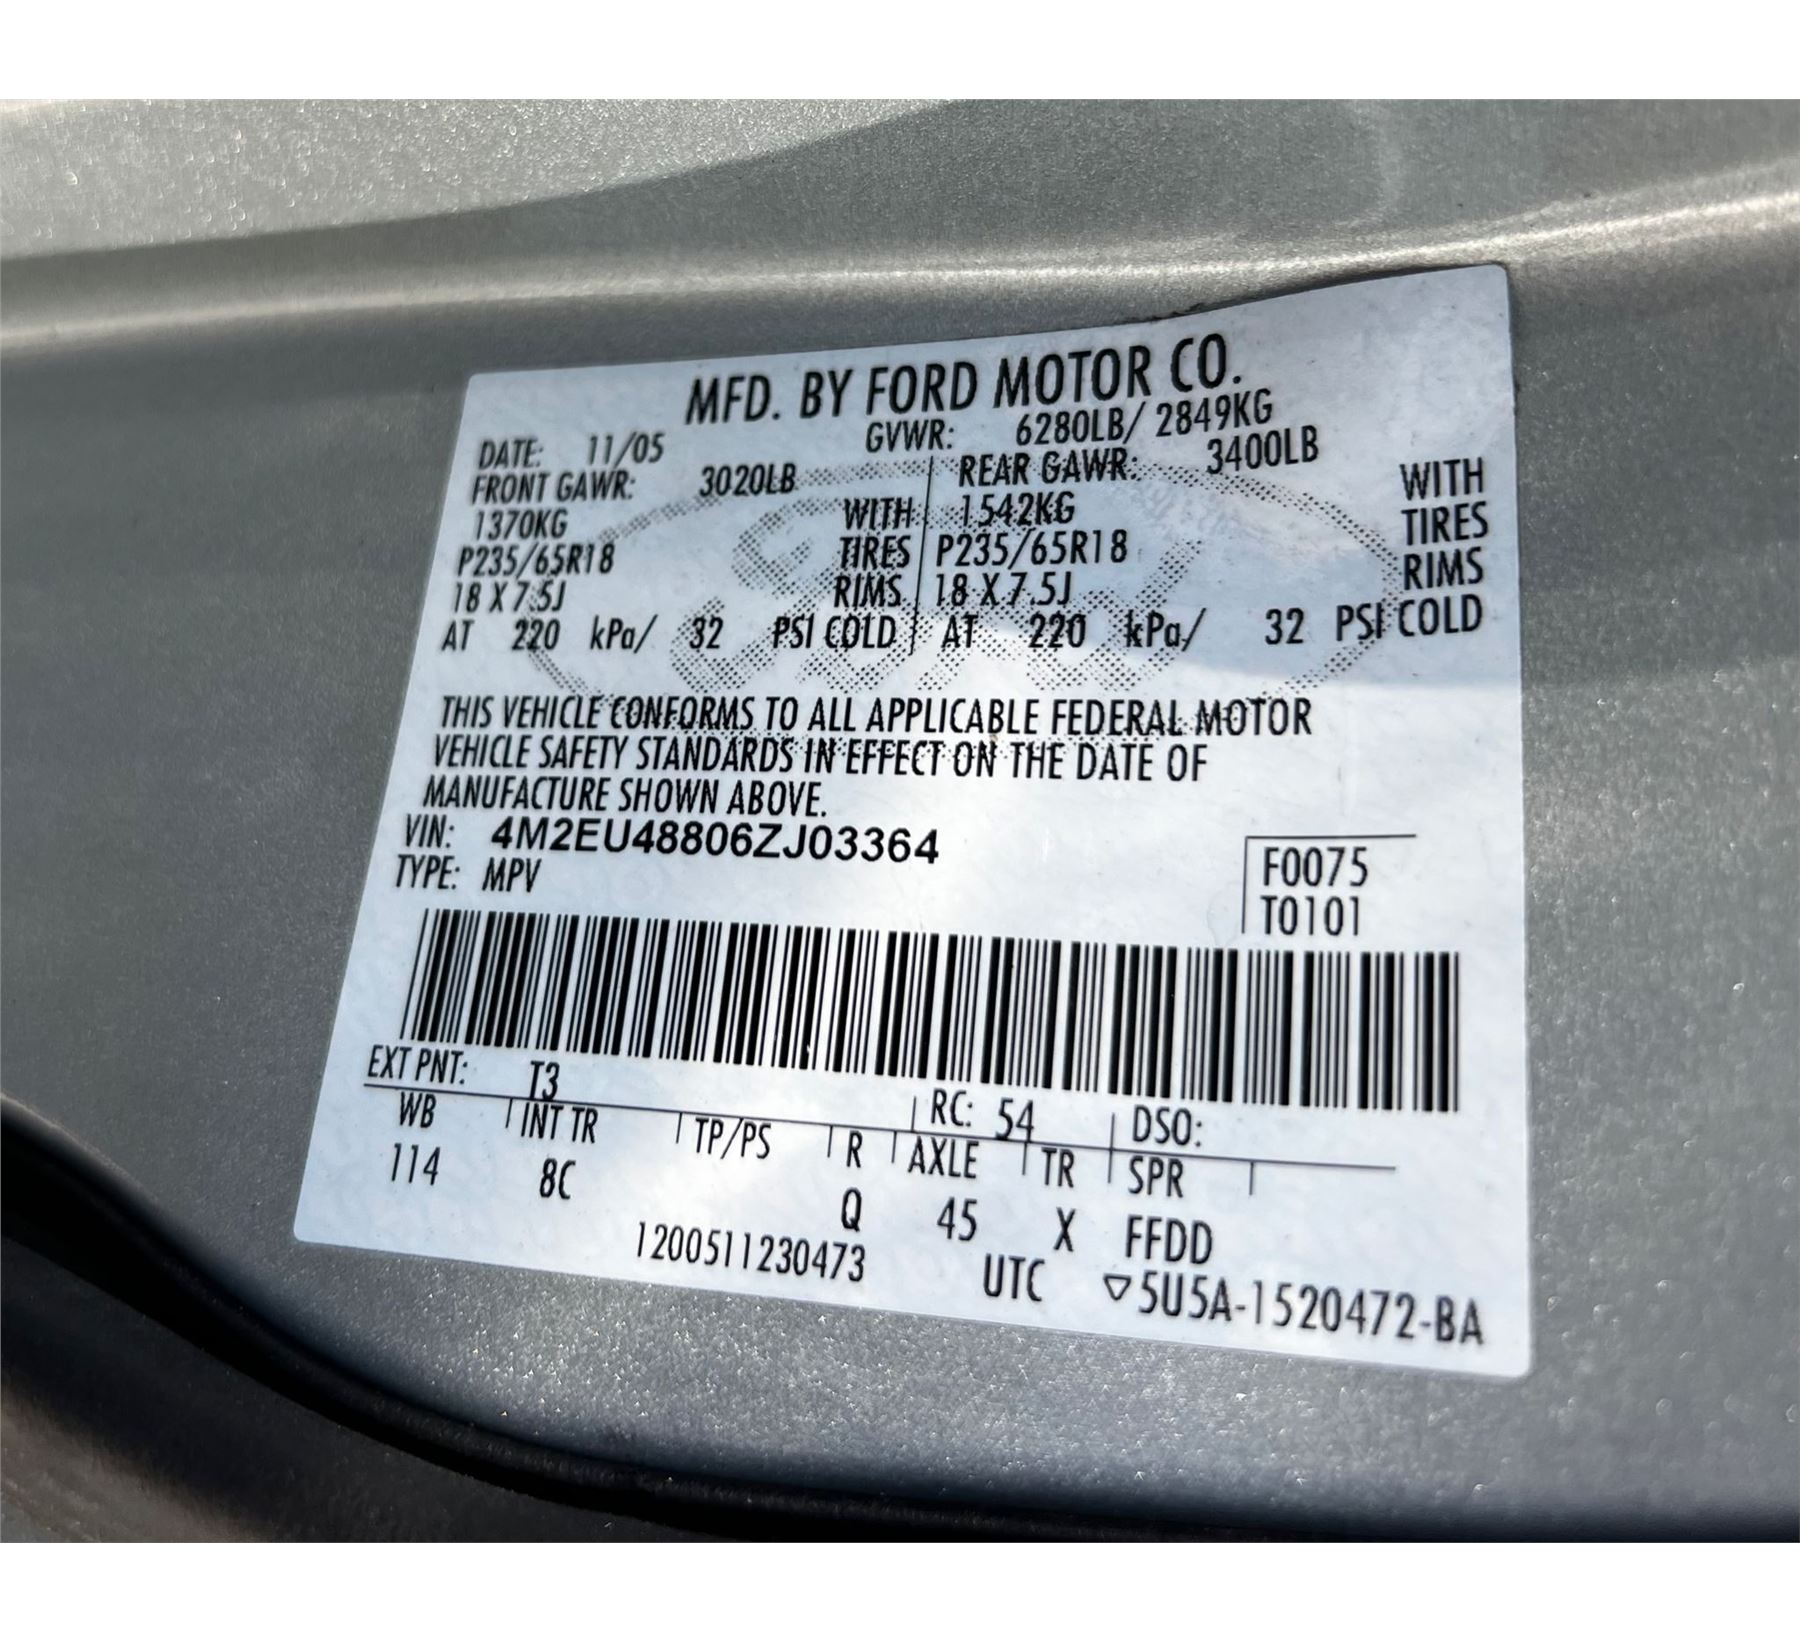 MFD. BY FORD MOTOR CO.
DATE: 11/05 GVWR: 6280LB/ 2849KG
FRONT GAWR: 3020LB REAR GAWR: 3400LB
1370KG WITH 1542KG WITH
P235/65R18 TIRES P235/65R18 TIRES
18 X 7.5J RIMS 18 X 7.5J RIMS
AT 220 kPa/ 32 PSI COLD AT 220 kPa/ 32 PSI COLD
THIS VEHICLE CONFORMS TO ALL APPLICABLE FEDERAL MOTOR
VEHICLE SAFETY STANDARDS IN EFFECT ON THE DATE OF
MANUFACTURE SHOWN ABOVE.
VIN: 4M2EU48806ZJ03364
TYPE: MPV
F0075
T0101
EXT PNT: T3 RC: 54 DSO:
WB INT TR TP/PS R AXLE TR SPR
114 8C Q 45 X FFDD
1200511230473 UTC ▽5U5A-1520472-BA